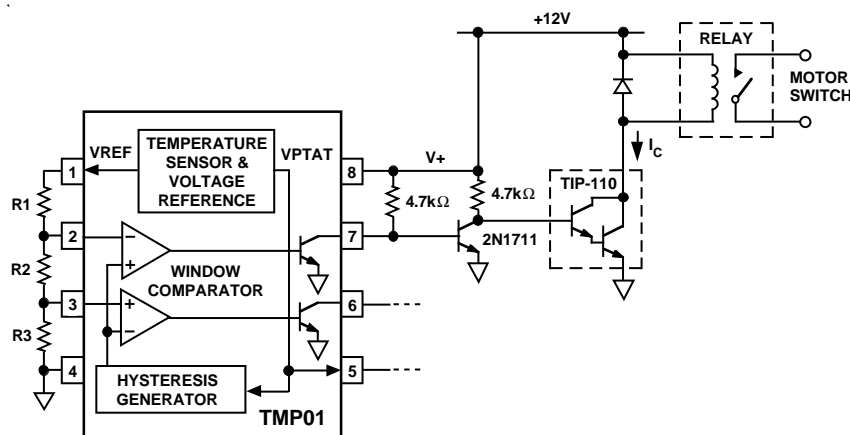 +12V
RELAY
MOTOR
SWITCH
IC
TEMPERATURE
SENSOR &
VOLTAGE
REFERENCE
VREF
VPTAT
1
8
V+
R1
4.7kΩ
4.7kΩ
TIP-110
2
7
2N1711
−
+
R2
WINDOW
COMPARATOR
3
6
+
−
R3
4
5
HYSTERESIS
GENERATOR
TMP01